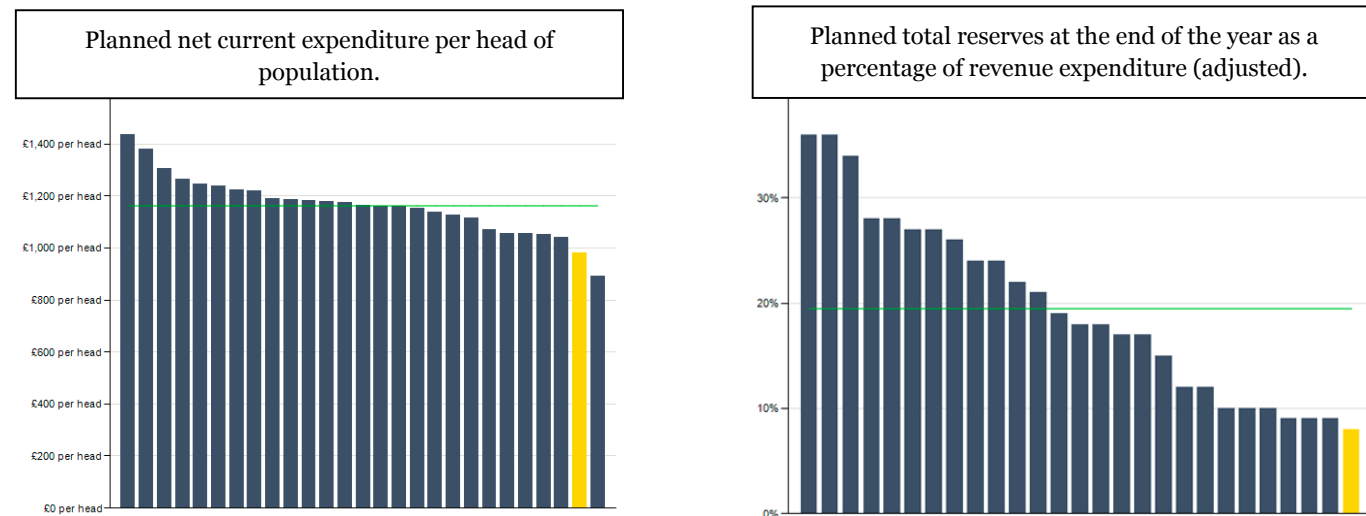 Planned net current expenditure per head of
population.
£1,400 per head
£1,200 per head
£1,000 per head
£800 per head
£600 per head
£400 per head
£200 per head
£0 per head
Planned total reserves at the end of the year as a
percentage of revenue expenditure (adjusted).
30%
20%
10%
0%